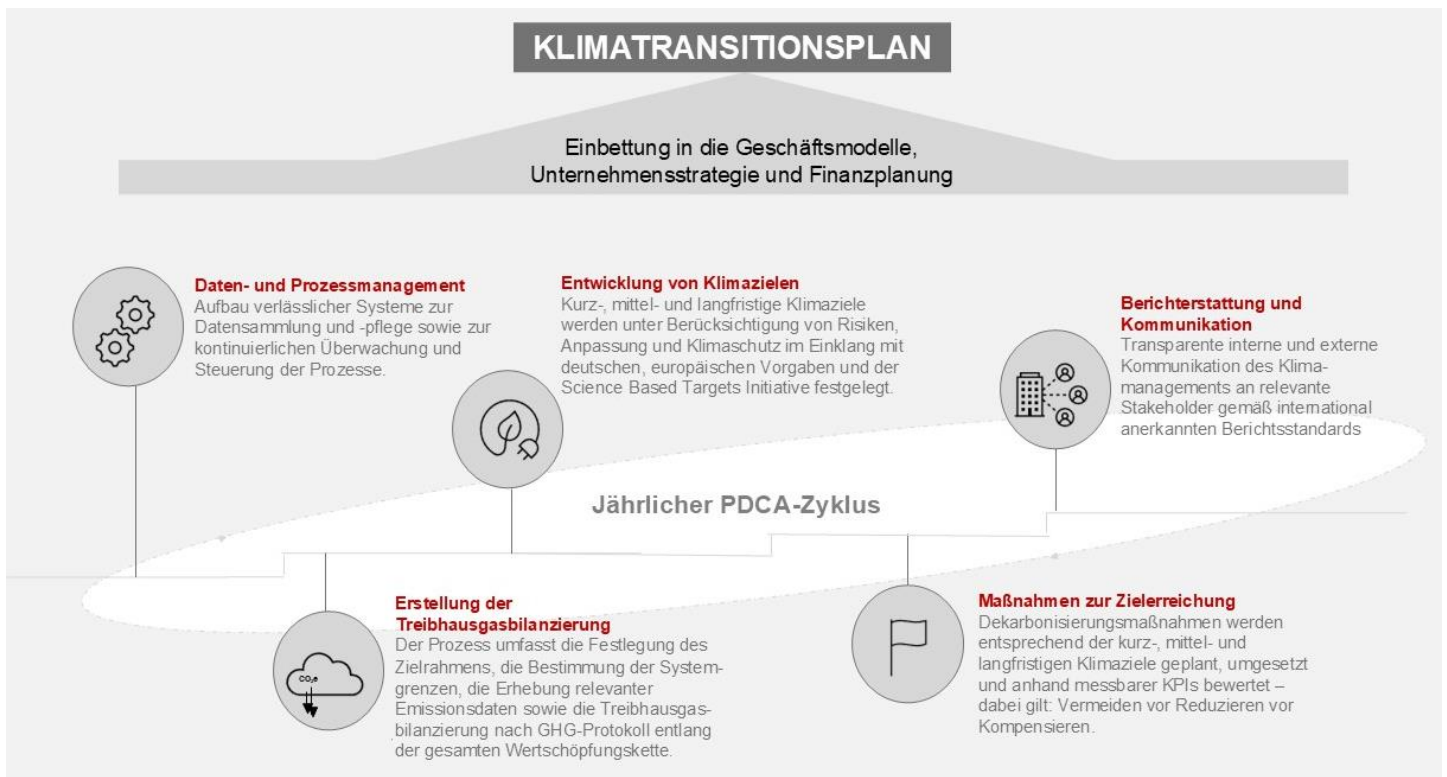 KLIMATRANSITIONSPLAN
Einbettung in die Geschäftsmodelle,
Unternehmensstrategie und Finanzplanung
Daten- und Prozessmanagement
Aufbau verlässlicher Systeme zur
Datensammlung und -pflege sowie zur
kontinuierlichen Überwachung und
Steuerung der Prozesse.
Entwicklung von Klimazielen
Kurz-, mittel- und langfristige Klimaziele
werden unter Berücksichtigung von Risiken,
Anpassung und Klimaschutz im Einklang mit
deutschen, europäischen Vorgaben und der
Science Based Targets Initiative festgelegt.
Berichterstattung und
Kommunikation
Transparente interne und externe
Kommunikation des Klima-
managements an relevante
Stakeholder gemäß international
anerkannten Berichtsstandards
Jährlicher PDCA-Zyklus
Erstellung der
Treibhausgasbilanzierung
Der Prozess umfasst die Festlegung des
Zielrahmens, die Bestimmung der System-
grenzen, die Erhebung relevanter
Emissionsdaten sowie die Treibhausgas-
bilanzierung nach GHG-Protokoll entlang
der gesamten Wertschöpfungskette.
CO₂e
Maßnahmen zur Zielerreichung
Dekarbonisierungsmaßnahmen werden
entsprechend der kurz-, mittel- und
langfristigen Klimaziele geplant, umgesetzt
und anhand messbarer KPIs bewertet –
dabei gilt: Vermeiden vor Reduzieren vor
Kompensieren.